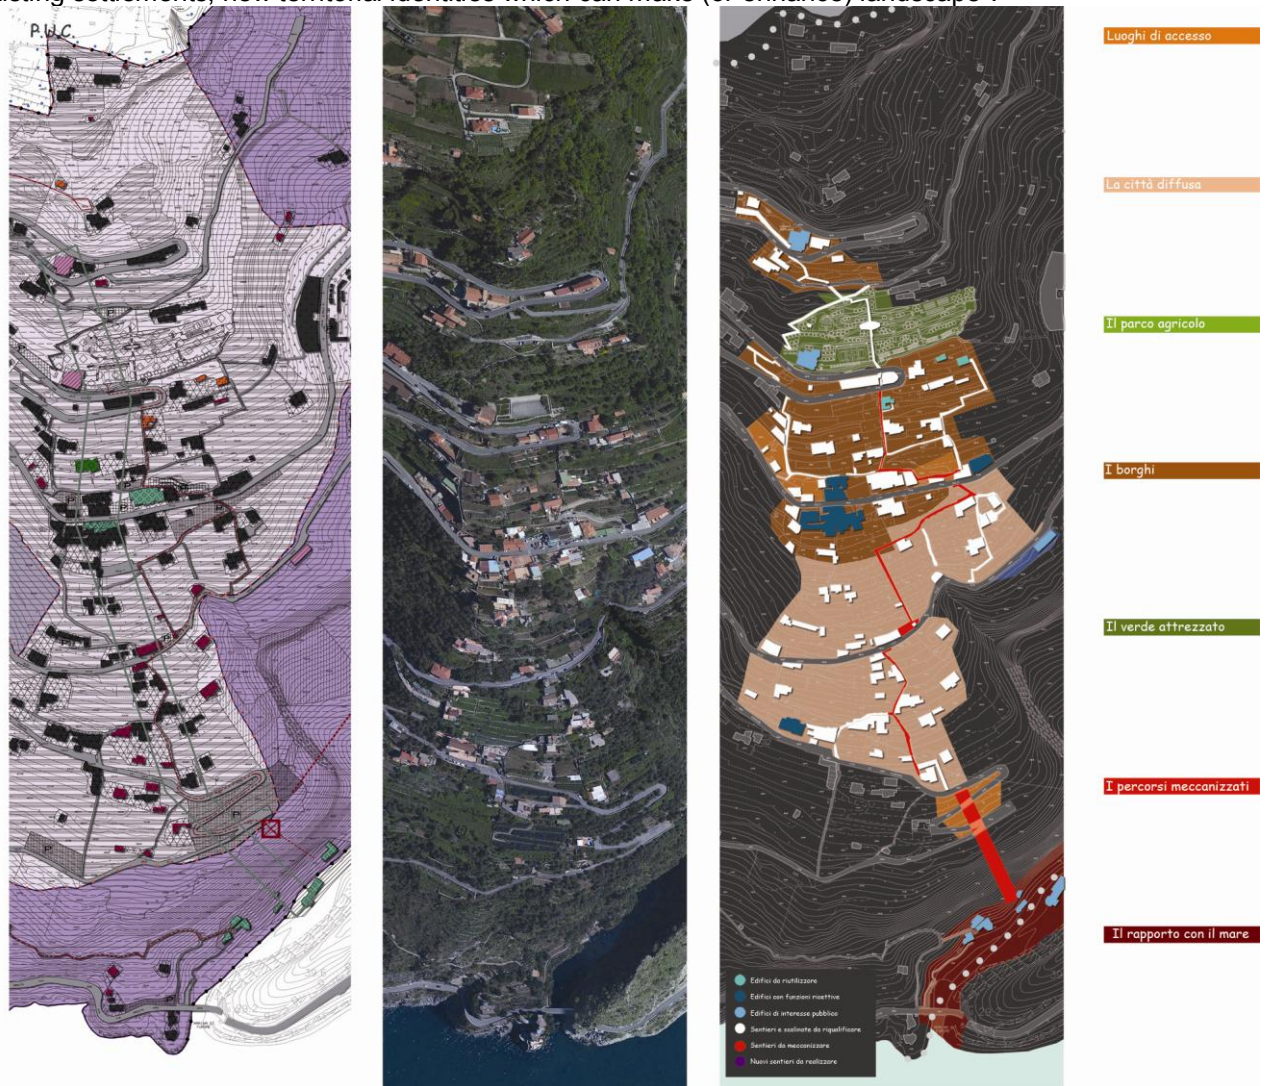 existing settlements, new territorial identities which can make (or enhance) landscape".
P.U.C.
Luoghi di accesso
La città diffusa
Il parco agricolo
I borghi
Il verde attrezzato
I percorsi meccanizzati
Il rapporto con il mare
Edifici da riutilizzare
Edifici con funzioni ricettive
Edifici di interesse pubblico
Sentieri e scalinate da riqualificare
Sentieri da meccanizzare
Nuovi sentieri da realizzare